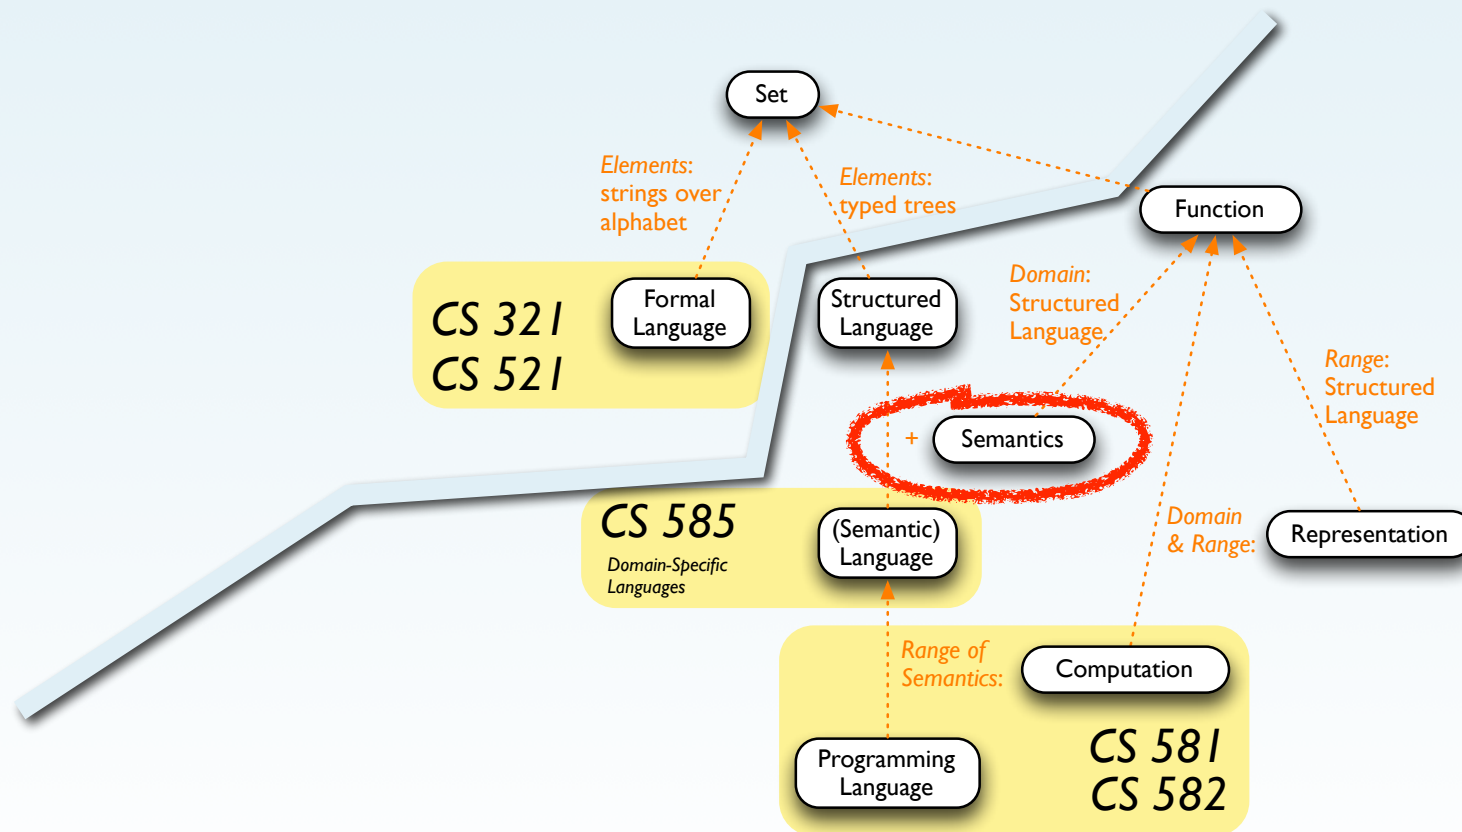 Set
Elements:
strings over
alphabet
Elements:
typed trees
Function
Domain:
Structured
Language
CS 321
CS 521
Formal
Language
Structured
Language
Range:
Structured
Language
+
Semantics
CS 585
Domain-Specific
Languages
(Semantic)
Language
Domain
& Range:
Representation
Range of
Semantics:
Computation
Programming
Language
CS 581
CS 582